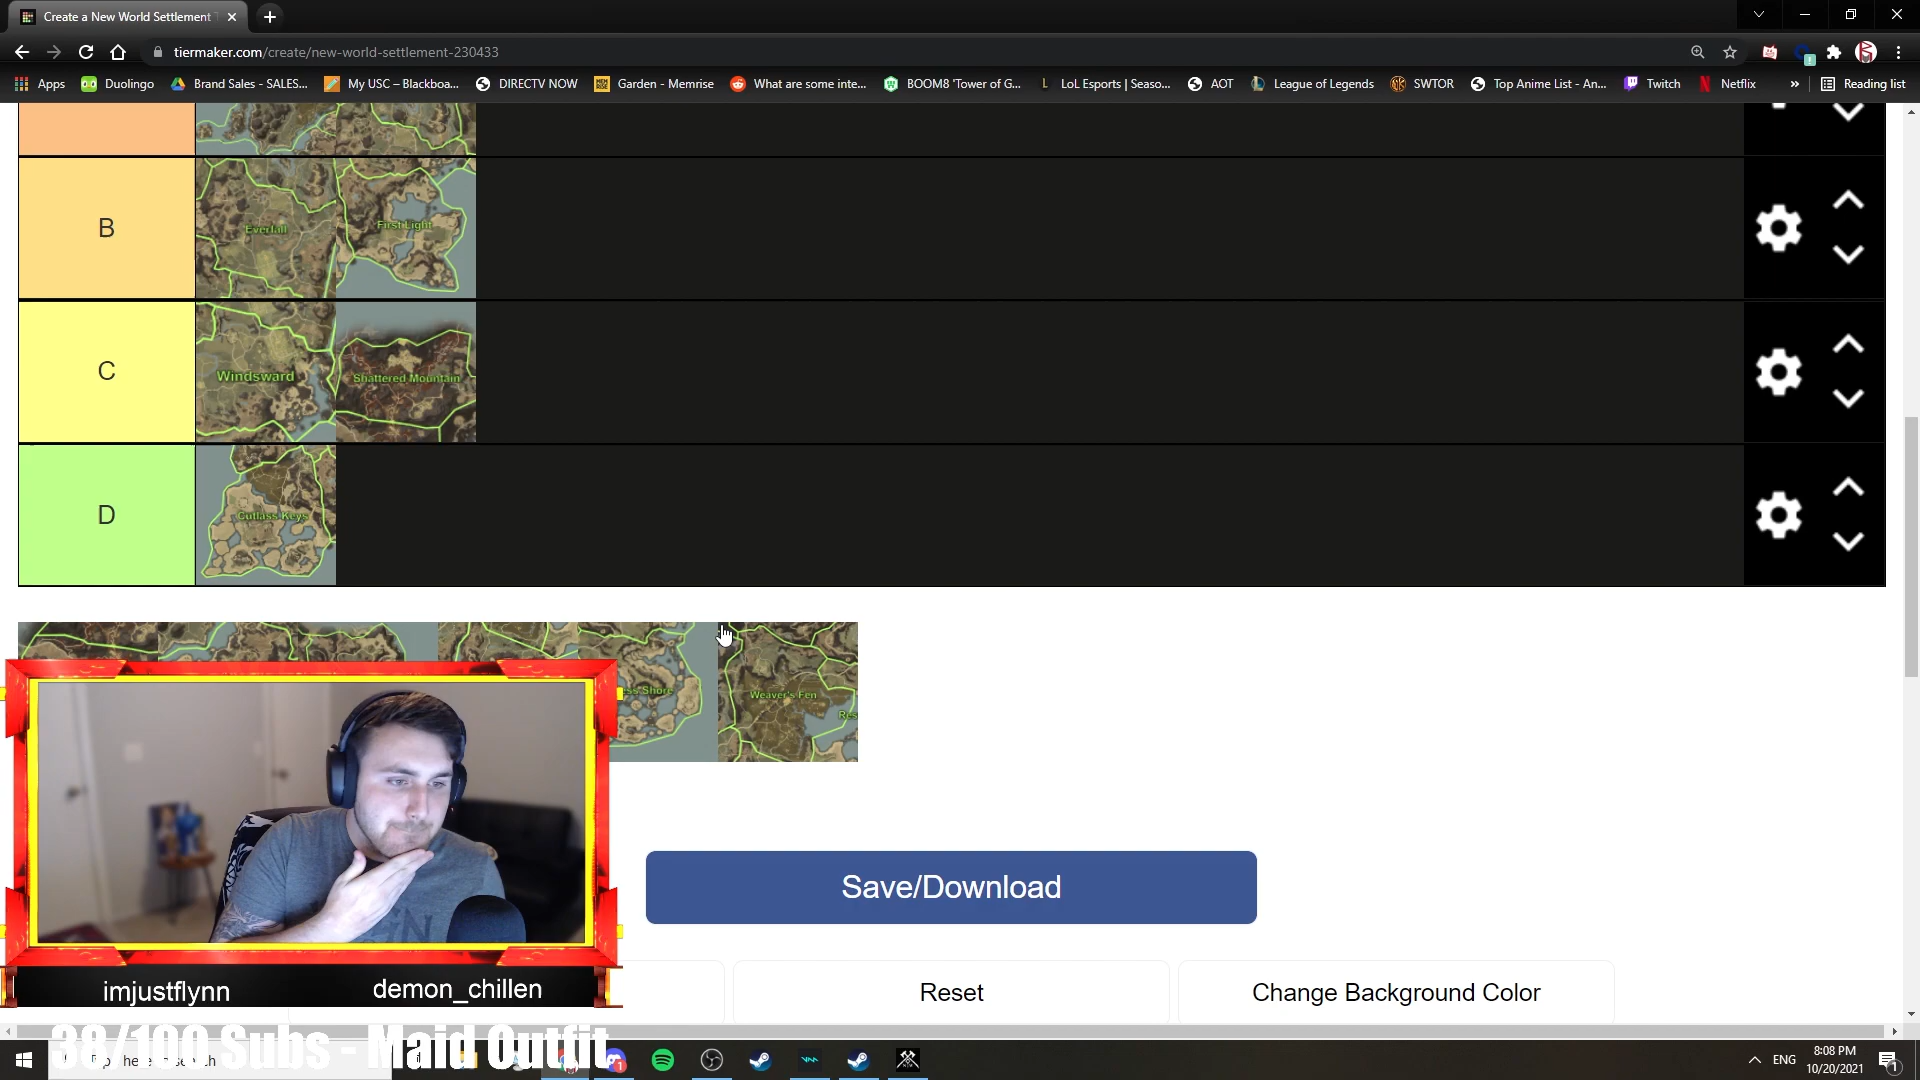 Create a New World Settlement T
tiermaker.com/create/new-world-settlement-230433
Apps
Duolingo
Brand Sales - SALES...
My USC – Blackboa...
DIRECTV NOW
Garden - Memrise
What are some inte...
BOOM8 'Tower of G...
LoL Esports | Seaso...
AOT
League of Legends
SWTOR
Top Anime List - An...
Twitch
Netflix
»
Reading list
B
Everfall
First Light
C
Windsward
Shattered Mountain
D
Cutlass Keys
ess Shore
Weaver's Fen
Res
Save/Download
imjustflynn
demon_chillen
Reset
Change Background Color
38/100 Subs - Maid Outfit
ENG
8:08 PM
10/20/2021